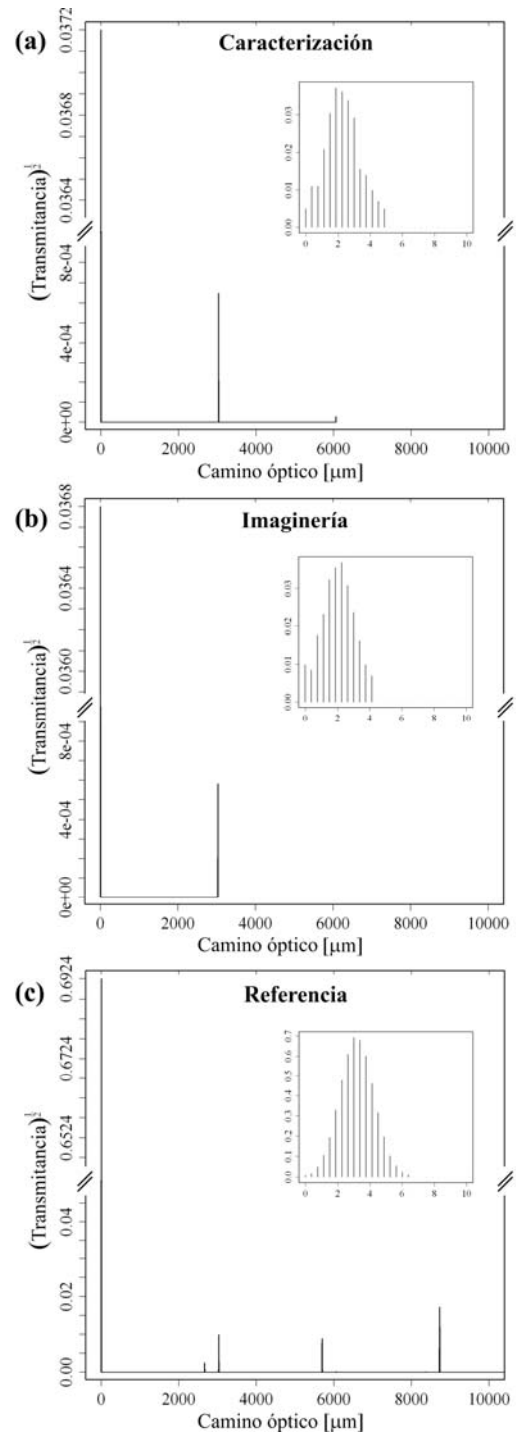 (a) Caracterización
(Transmitancia)^½
0.0372
0.0368
0.0364
8e-04
4e-04
0e+00
0.03
0.02
0.01
0.00
0 2 4 6 8 10
0 2000 4000 6000 8000 10000
Camino óptico [µm]
(b) Imaginería
(Transmitancia)^½
0.0368
0.0364
0.0360
8e-04
4e-04
0e+00
0.03
0.02
0.01
0.00
0 2 4 6 8 10
0 2000 4000 6000 8000 10000
Camino óptico [µm]
(c) Referencia
(Transmitancia)^½
0.6924
0.6724
0.6524
0.04
0.02
0.00
0.7
0.6
0.5
0.4
0.3
0.2
0.1
0.0
0 2 4 6 8 10
0 2000 4000 6000 8000 10000
Camino óptico [µm]